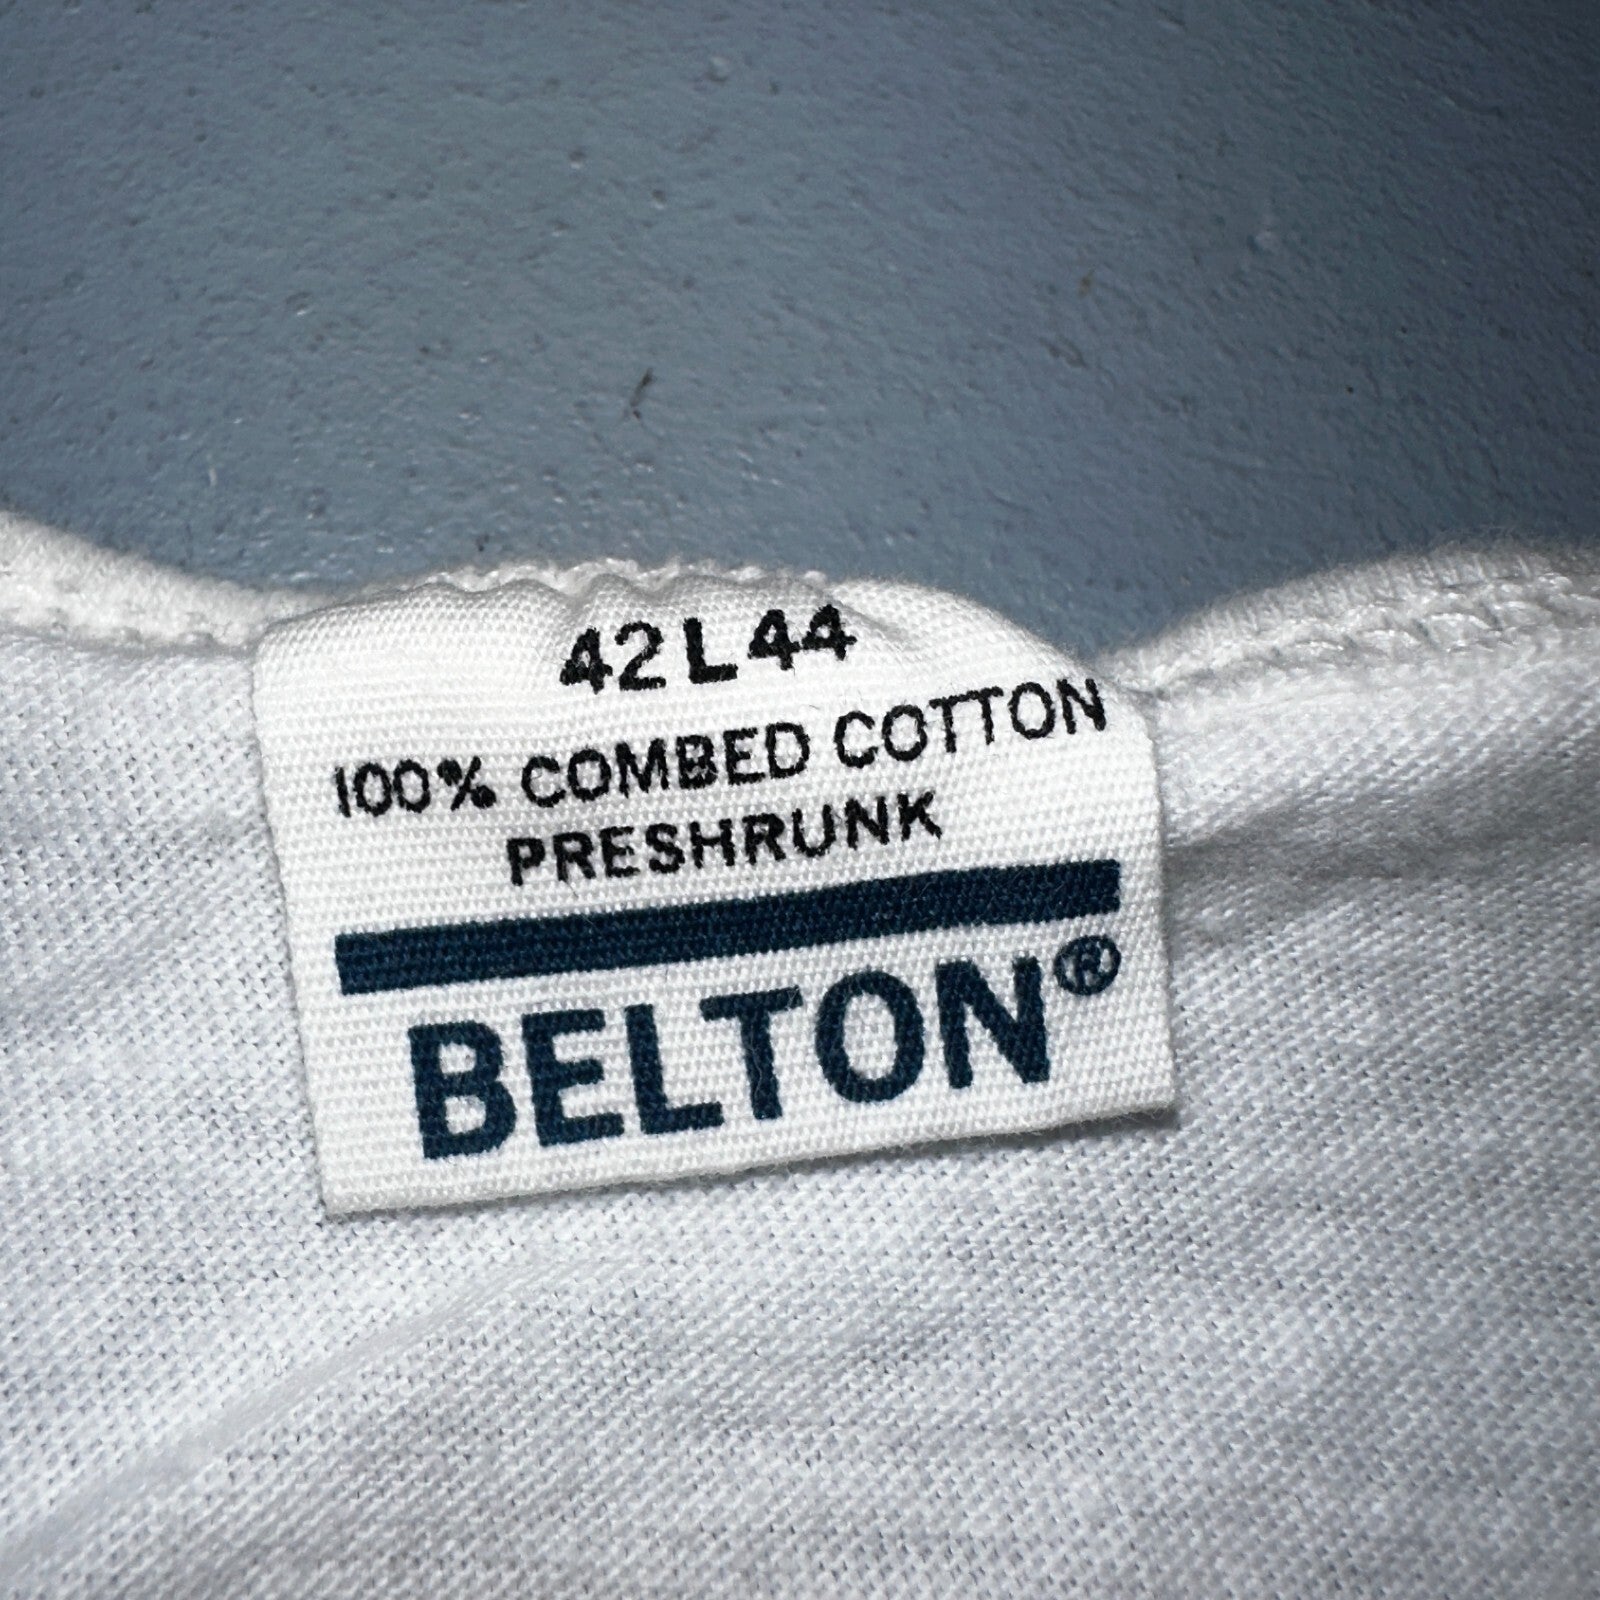 42 L 44
100% COMBED COTTON
PRESHRUNK
BELTON®